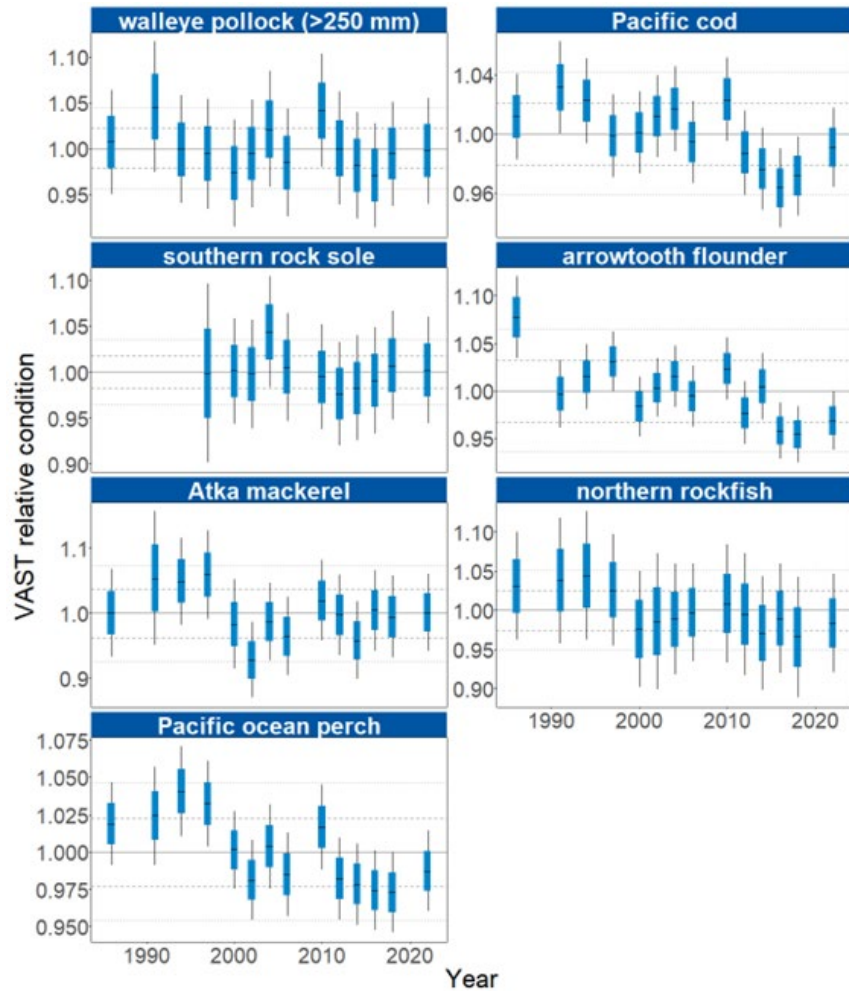 walleye pollock (>250 mm)
Pacific cod
1.10
1.05
1.00
0.95
1.04
1.00
0.96
southern rock sole
arrowtooth flounder
1.10
1.05
1.00
0.95
0.90
1.10
1.05
1.00
0.95
Atka mackerel
northern rockfish
1.1
1.0
0.9
1.10
1.05
1.00
0.95
0.90
1990 2000 2010 2020
Pacific ocean perch
1.075
1.050
1.025
1.000
0.975
0.950
1990 2000 2010 2020
VAST relative condition
Year